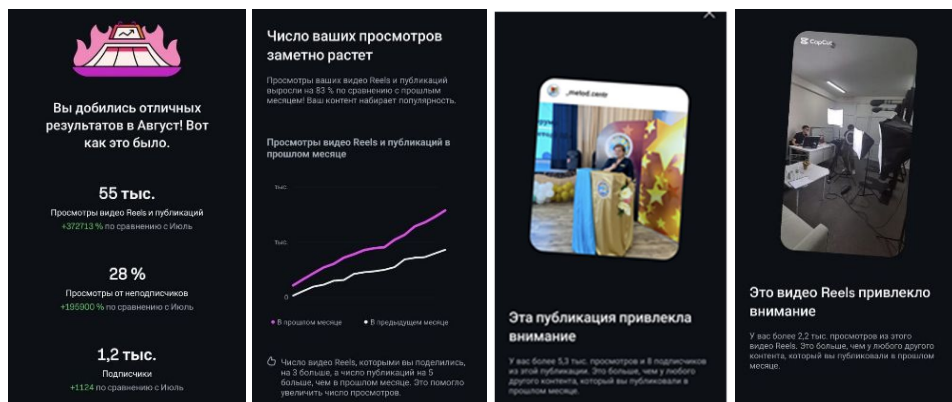 Вы добились отличных
результатов в Август! Вот
как это было.
55 тыс.
Просмотры видео Reels и публикаций
+372713 % по сравнению с Июль
28 %
Просмотры от неподписчиков
+195900 % по сравнению с Июль
1,2 тыс.
Подписчики
+1124 по сравнению с Июль
Число ваших просмотров
заметно растет
Просмотры ваших видео Reels и публикаций
выросли на 83 % по сравнению с прошлым
месяцем! Ваш контент набирает популярность.
Просмотры видео Reels и публикаций в
прошлом месяце
тыс.
тыс.
0
В прошлом месяце
В предыдущем месяце
Число видео Reels, которыми вы поделились,
на 3 больше, а число публикаций на 5
больше, чем в прошлом месяце. Это помогло
увеличить число просмотров.
_metod.centr
Эта публикация привлекла
внимание
У вас более 5,3 тыс. просмотров и 8 подписчиков
из этой публикации. Это больше, чем у любого
другого контента, который вы публиковали в
прошлом месяце.
CapCut
Это видео Reels привлекло
внимание
У вас более 2,2 тыс. просмотров из этого
видео Reels. Это больше, чем у любого другого
контента, который вы публиковали в прошлом
месяце.